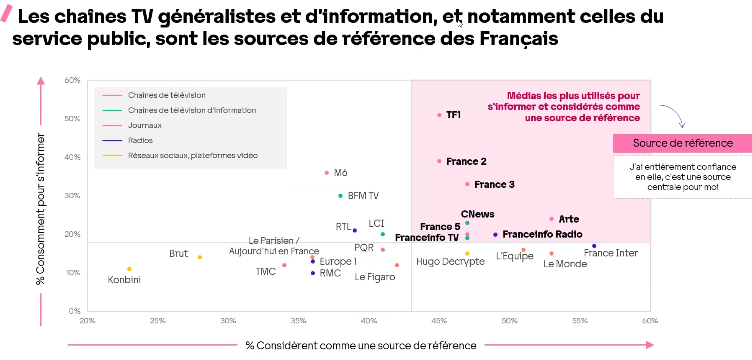 Les chaînes TV généralistes et d'information, et notamment celles du
service public, sont les sources de référence des Français
% Consomment pour s'informer
60%
50%
40%
30%
20%
10%
0%
Chaînes de télévision
Chaînes de télévision d'information
Journaux
Radios
Réseaux sociaux, plateformes vidéo
Médias les plus utilisés pour
s'informer et considérés comme
une source de référence
Source de référence
J'ai entièrement confiance
en elle, c'est une source
centrale pour moi
TF1
France 2
M6
France 3
BFM TV
CNews
Arte
RTL
LCI
France 5
Franceinfo TV
Franceinfo Radio
Le Parisien /
Aujourd'hui en France
PQR
Brut
Hugo Décrypte
L'Equipe
France Inter
Le Monde
Konbini
TMC
Europe 1
RMC
Le Figaro
20%
25%
30%
35%
40%
45%
50%
55%
60%
% Considèrent comme une source de référence